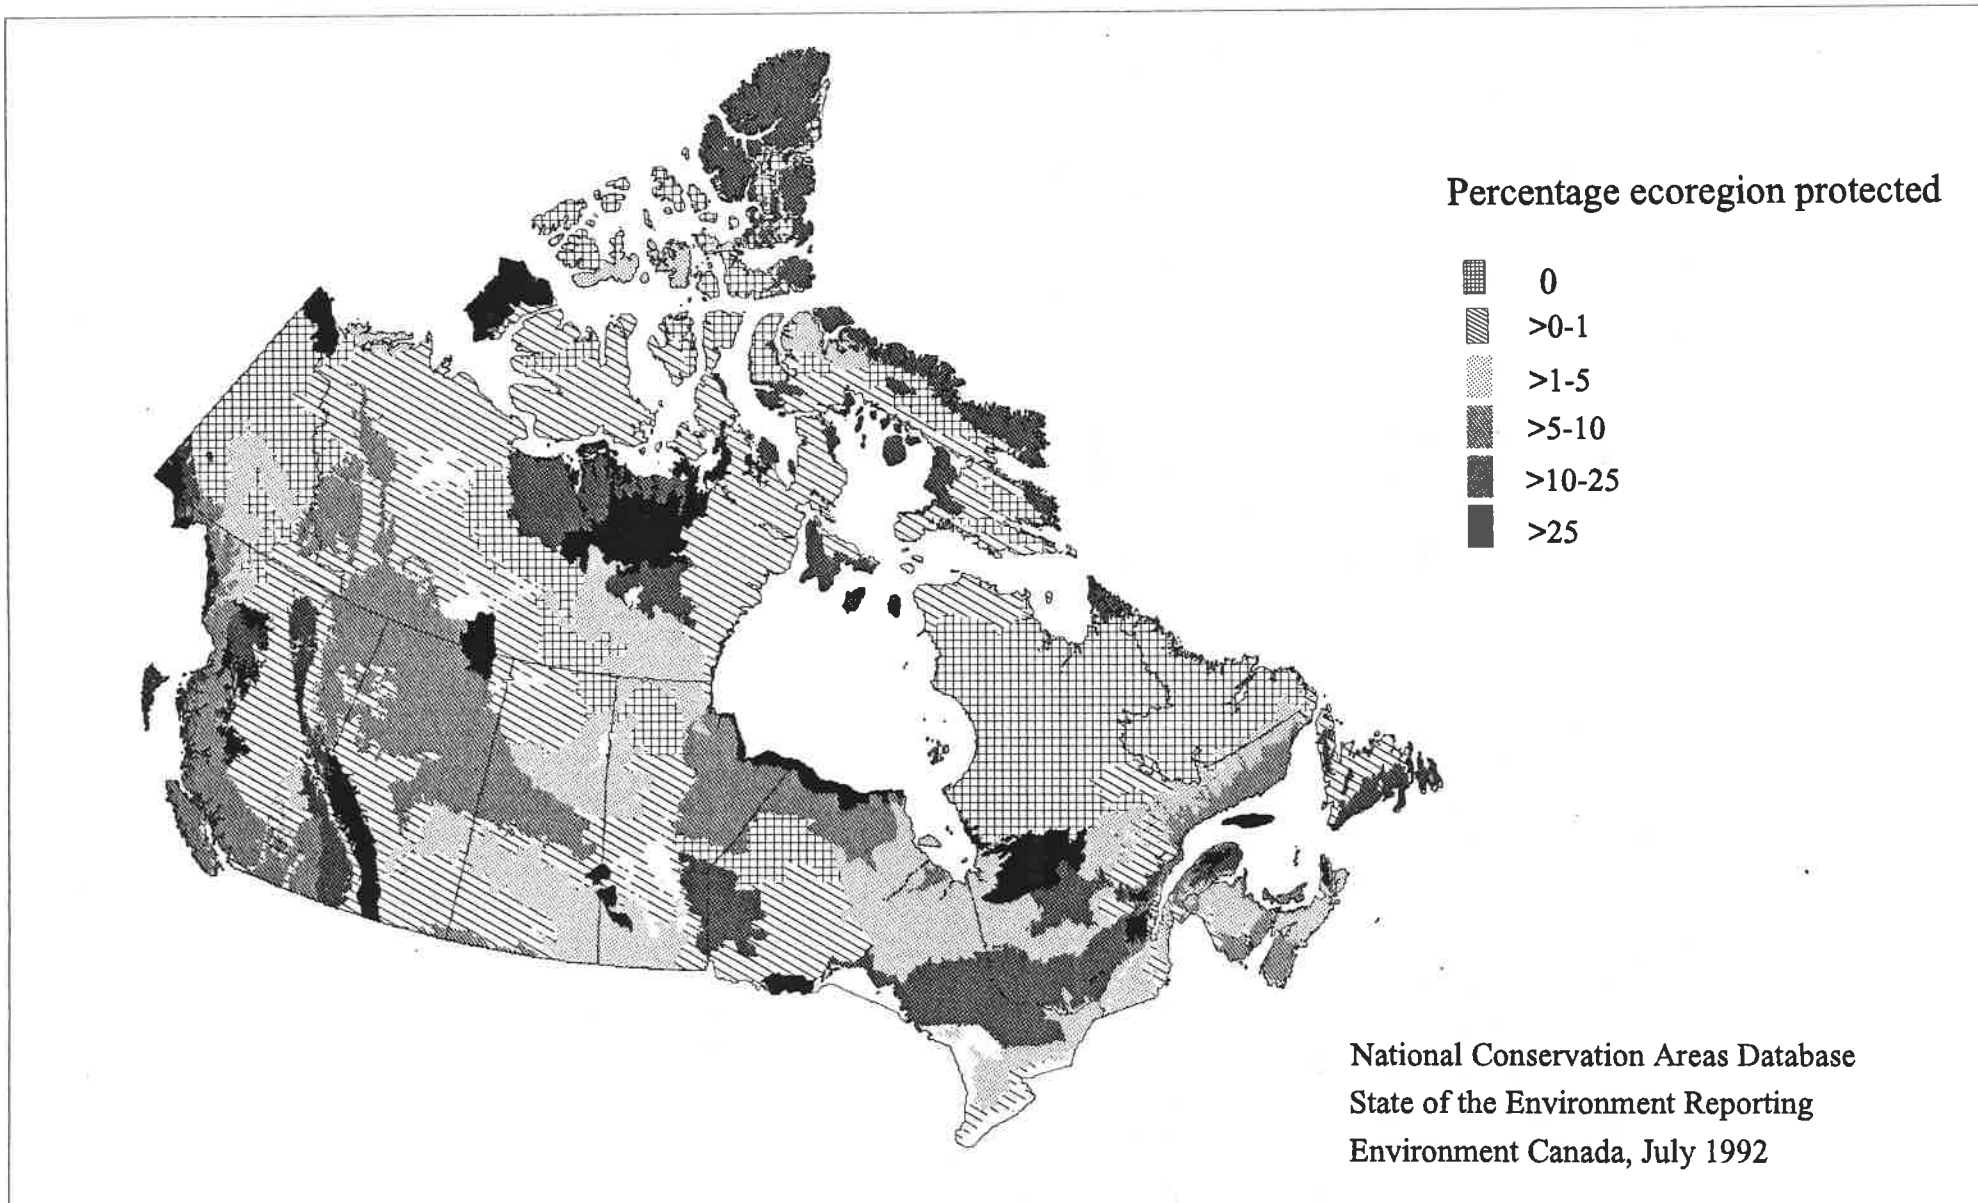 Percentage ecoregion protected
0
>0-1
>1-5
>5-10
>10-25
>25
National Conservation Areas Database
State of the Environment Reporting
Environment Canada, July 1992